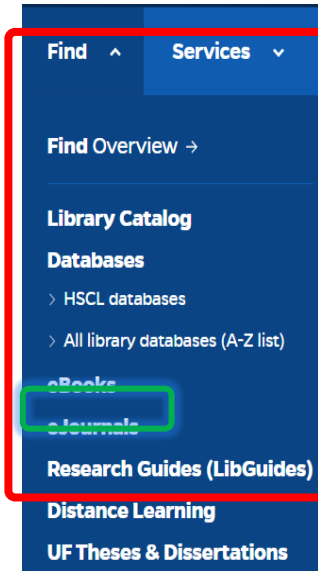 Find Services
Find Overview →
Library Catalog
Databases
> HSCL databases
> All library databases (A-Z list)
eBooks
eJournals
Research Guides (LibGuides)
Distance Learning
UF Theses & Dissertations